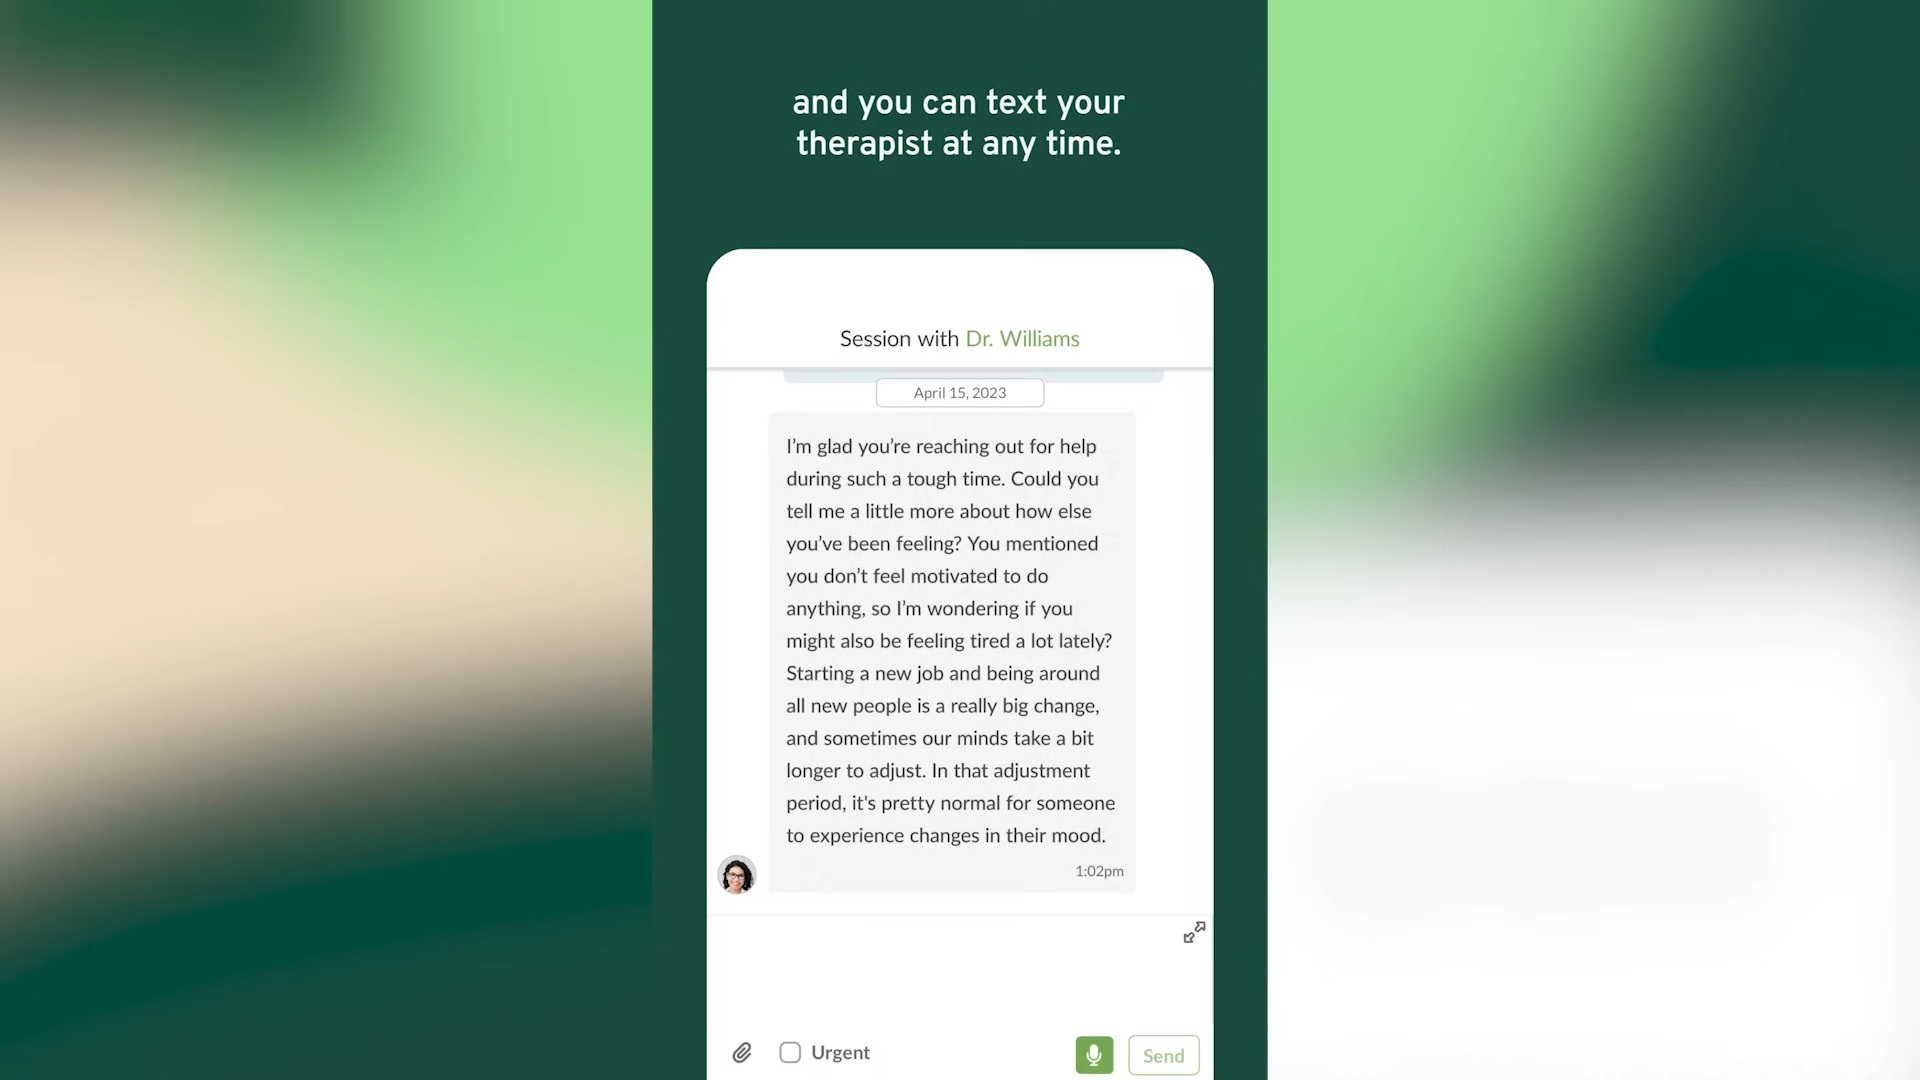 and you can text your
therapist at any time.
Session with Dr. Williams
April 15, 2023
I’m glad you’re reaching out for help
during such a tough time. Could you
tell me a little more about how else
you’ve been feeling? You mentioned
you don’t feel motivated to do
anything, so I’m wondering if you
might also be feeling tired a lot lately?
Starting a new job and being around
all new people is a really big change,
and sometimes our minds take a bit
longer to adjust. In that adjustment
period, it's pretty normal for someone
to experience changes in their mood.
1:02pm
Urgent
Send